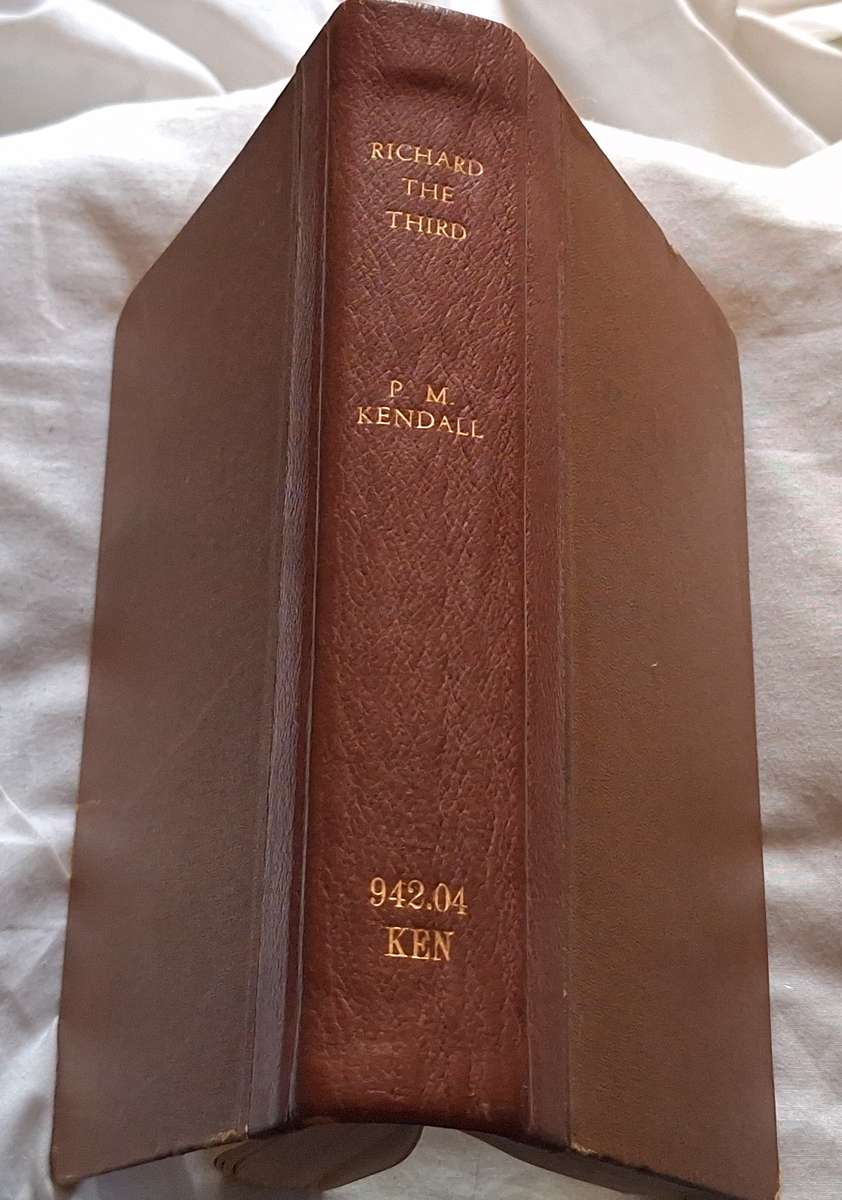 RICHARD
THE
THIRD
P. M.
KENDALL
942.04
KEN